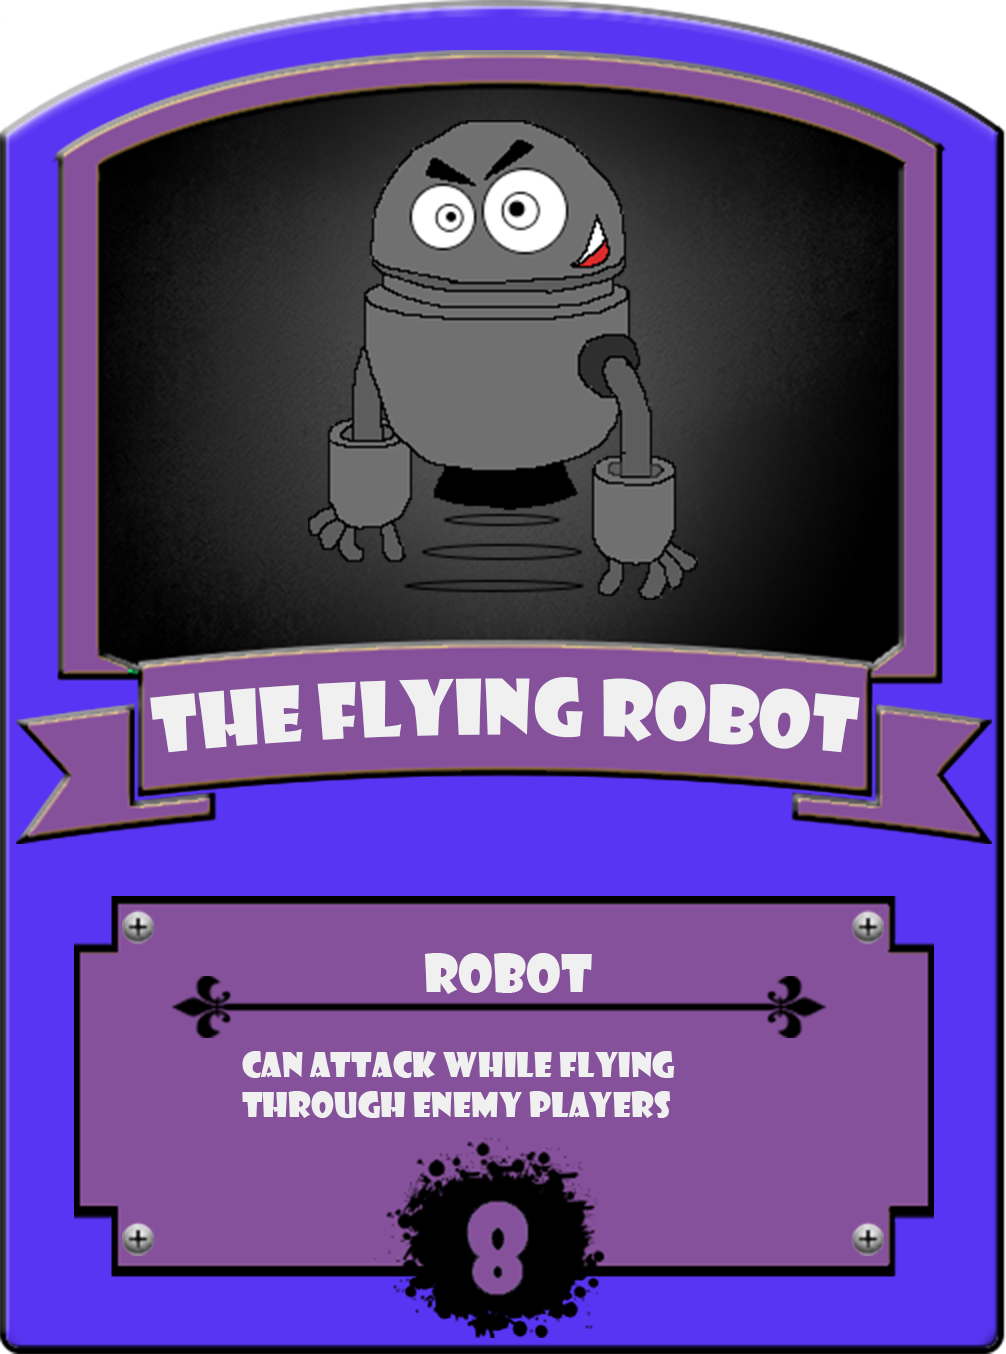 THE FLYING ROBOT
ROBOT
CAN ATTACK WHILE FLYING
THROUGH ENEMY PLAYERS
8